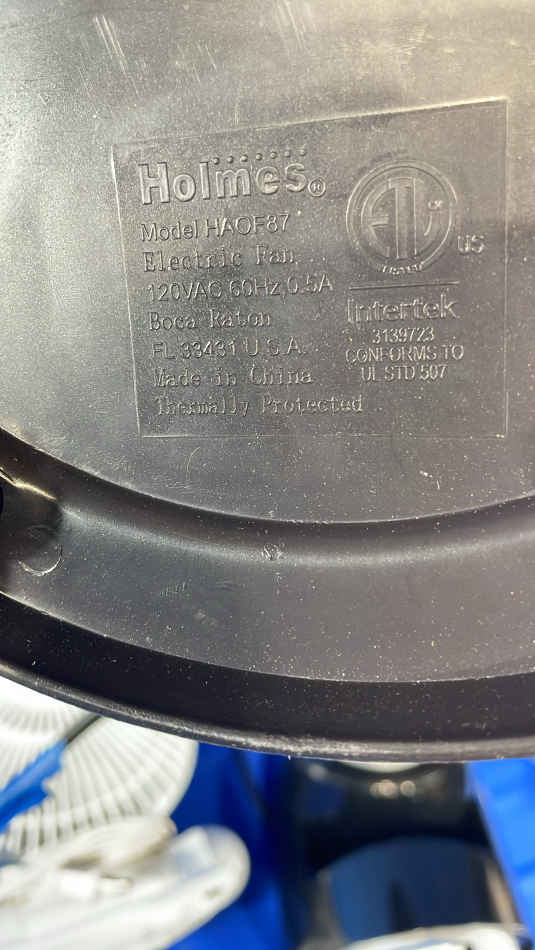 Holmes®
Model HAOF87
Electric Fan
120VAC, 60Hz, 0.5A
Boca Raton
FL 33431 U.S.A.
Made in China
Thermally Protected
ETL
US
Intertek
3139723
CONFORMS TO
UL STD 507